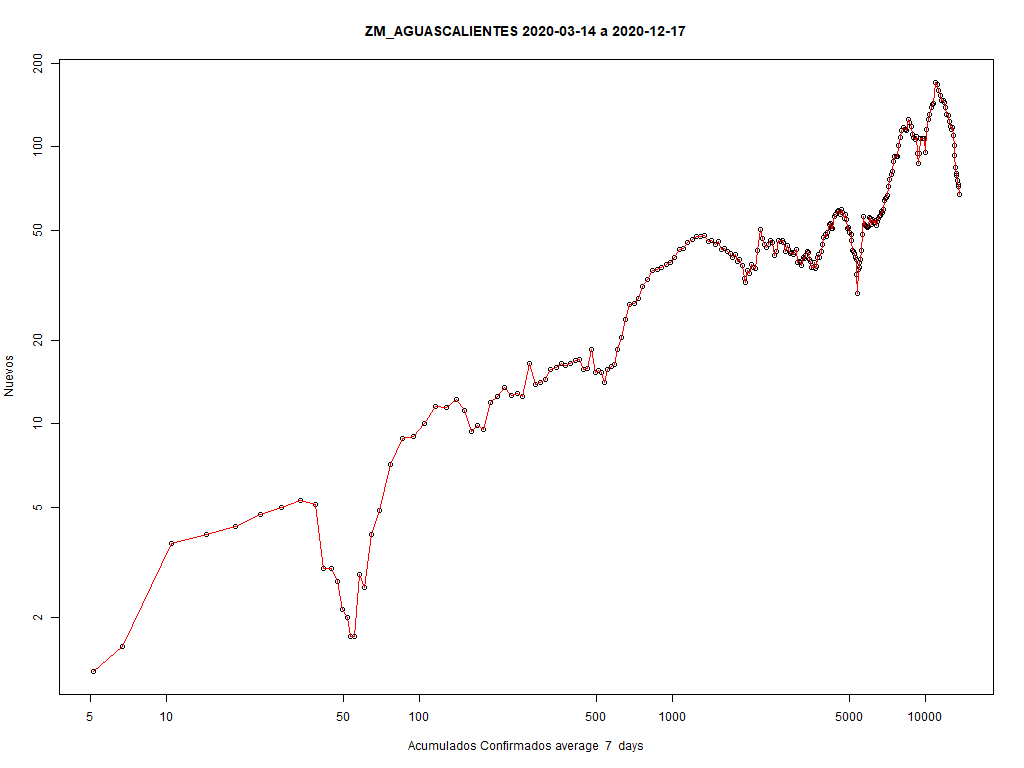 ZM_AGUASCALIENTES 2020-03-14 a 2020-12-17
200
100
50
20
10
5
2
Nuevos
5 10 50 100 500 1000 5000 10000
Acumulados Confirmados average 7 days